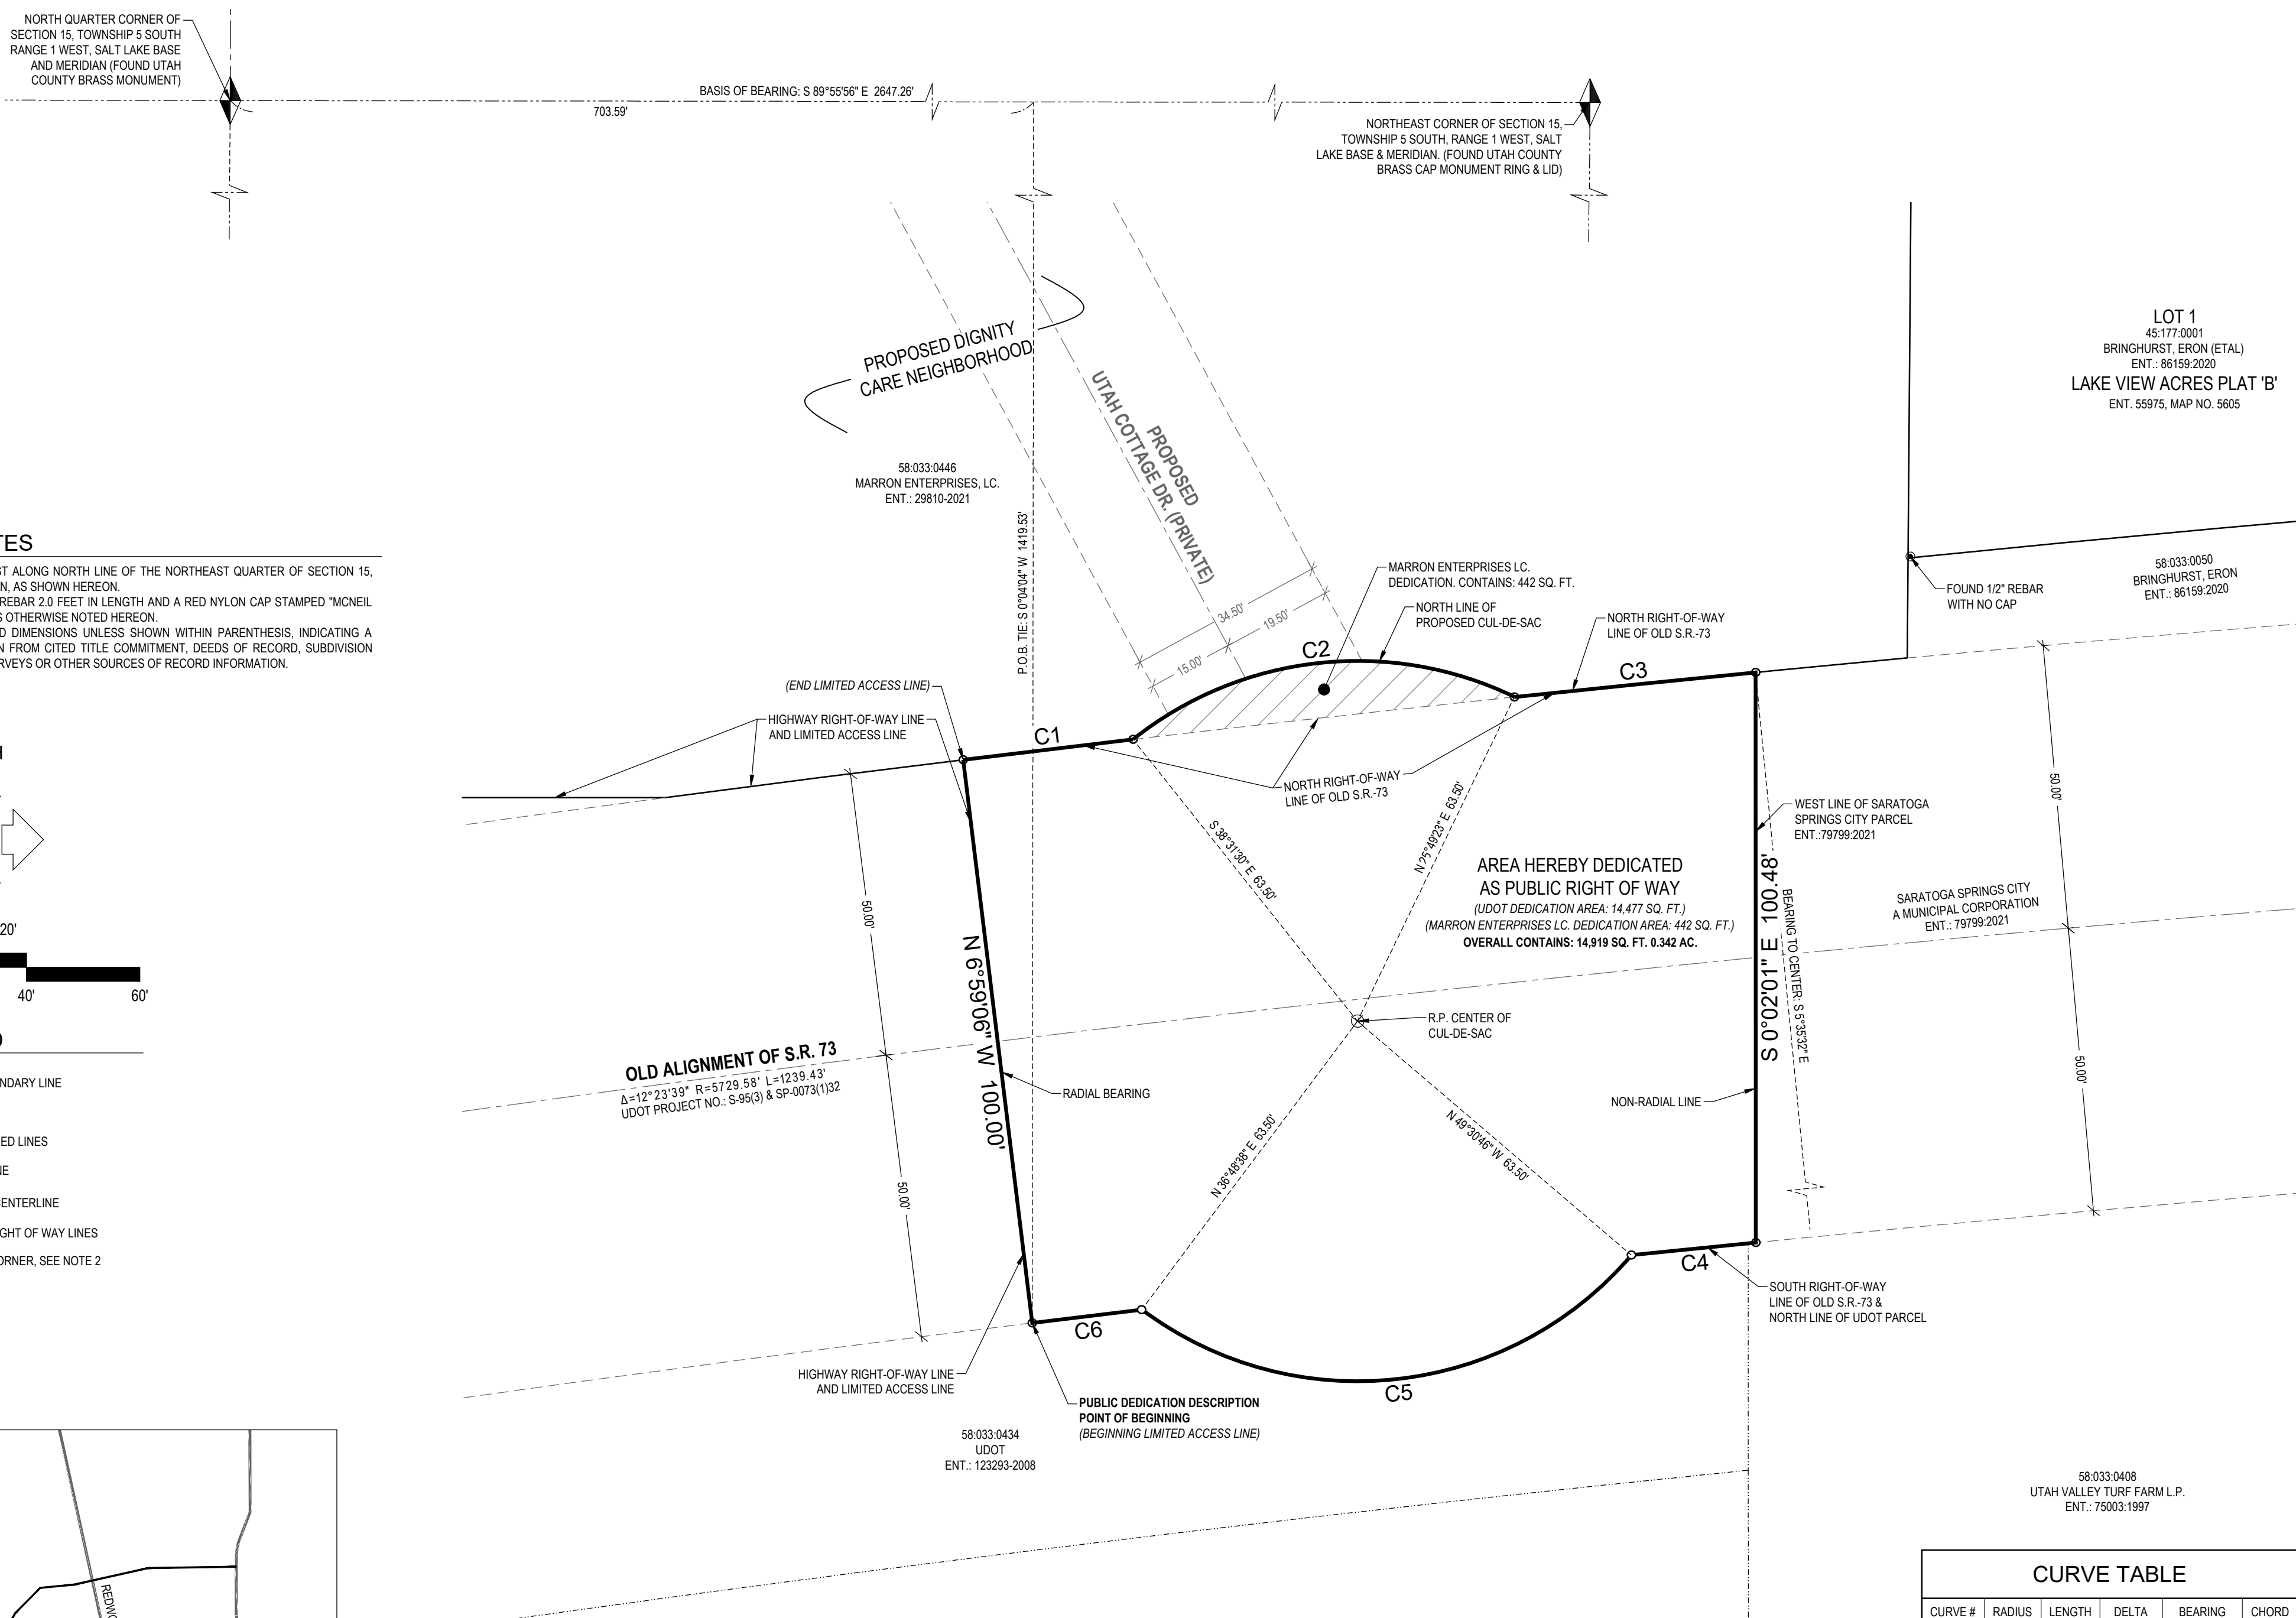 NORTH QUARTER CORNER OF
SECTION 15, TOWNSHIP 5 SOUTH
RANGE 1 WEST, SALT LAKE BASE
AND MERIDIAN (FOUND UTAH
COUNTY BRASS MONUMENT)
BASIS OF BEARING: S 89°55'56" E 2647.26'
703.59'
NORTHEAST CORNER OF SECTION 15,
TOWNSHIP 5 SOUTH, RANGE 1 WEST, SALT
LAKE BASE & MERIDIAN. (FOUND UTAH COUNTY
BRASS CAP MONUMENT RING & LID)
LOT 1
45:177:0001
BRINGHURST, ERON (ETAL)
ENT.: 86159:2020
LAKE VIEW ACRES PLAT 'B'
ENT. 55975, MAP NO. 5605
PROPOSED DIGNITY
CARE NEIGHBORHOOD
PROPOSED
UTAH COTTAGE DR. (PRIVATE)
58:033:0446
MARRON ENTERPRISES, LC.
ENT.: 29810-2021
P.O.B. TIE: S 0°04'04" W 1419.53'
TES
ST ALONG NORTH LINE OF THE NORTHEAST QUARTER OF SECTION 15,
N, AS SHOWN HEREON.
REBAR 2.0 FEET IN LENGTH AND A RED NYLON CAP STAMPED "MCNEIL
S OTHERWISE NOTED HEREON.
D DIMENSIONS UNLESS SHOWN WITHIN PARENTHESIS, INDICATING A
N FROM CITED TITLE COMMITMENT, DEEDS OF RECORD, SUBDIVISION
RVEYS OR OTHER SOURCES OF RECORD INFORMATION.
MARRON ENTERPRISES LC.
DEDICATION. CONTAINS: 442 SQ. FT.
NORTH LINE OF
PROPOSED CUL-DE-SAC
NORTH RIGHT-OF-WAY
LINE OF OLD S.R.-73
FOUND 1/2" REBAR
WITH NO CAP
58:033:0050
BRINGHURST, ERON
ENT.: 86159:2020
34.50'
19.50'
15.00'
C2
C3
C1
(END LIMITED ACCESS LINE)
HIGHWAY RIGHT-OF-WAY LINE
AND LIMITED ACCESS LINE
NORTH RIGHT-OF-WAY
LINE OF OLD S.R.-73
S 38°31'30" E 63.50'
N 25°49'23" E 63.50'
50.00'
50.00'
WEST LINE OF SARATOGA
SPRINGS CITY PARCEL
ENT.:79799:2021
AREA HEREBY DEDICATED
AS PUBLIC RIGHT OF WAY
(UDOT DEDICATION AREA: 14,477 SQ. FT.)
(MARRON ENTERPRISES LC. DEDICATION AREA: 442 SQ. FT.)
OVERALL CONTAINS: 14,919 SQ. FT. 0.342 AC.
S 0°02'01" E 100.48'
BEARING TO CENTER: S 5°35'32" E
SARATOGA SPRINGS CITY
A MUNICIPAL CORPORATION
ENT.: 79799:2021
N 6°59'06" W 100.00'
20'
40'
60'
R.P. CENTER OF
CUL-DE-SAC
OLD ALIGNMENT OF S.R. 73
Δ=12°23'39" R=5729.58' L=1239.43'
UDOT PROJECT NO.: S-95(3) & SP-0073(1)32
RADIAL BEARING
NON-RADIAL LINE
N 36°48'38" E 63.50'
N 49°30'46" W 63.50'
50.00'
50.00'
NDARY LINE
ED LINES
NE
CENTERLINE
GHT OF WAY LINES
ORNER, SEE NOTE 2
C4
C6
C5
SOUTH RIGHT-OF-WAY
LINE OF OLD S.R.-73 &
NORTH LINE OF UDOT PARCEL
HIGHWAY RIGHT-OF-WAY LINE
AND LIMITED ACCESS LINE
PUBLIC DEDICATION DESCRIPTION
POINT OF BEGINNING
(BEGINNING LIMITED ACCESS LINE)
58:033:0434
UDOT
ENT.: 123293-2008
58:033:0408
UTAH VALLEY TURF FARM L.P.
ENT.: 75003:1997
REDWO
CURVE TABLE
CURVE # RADIUS LENGTH DELTA BEARING CHORD